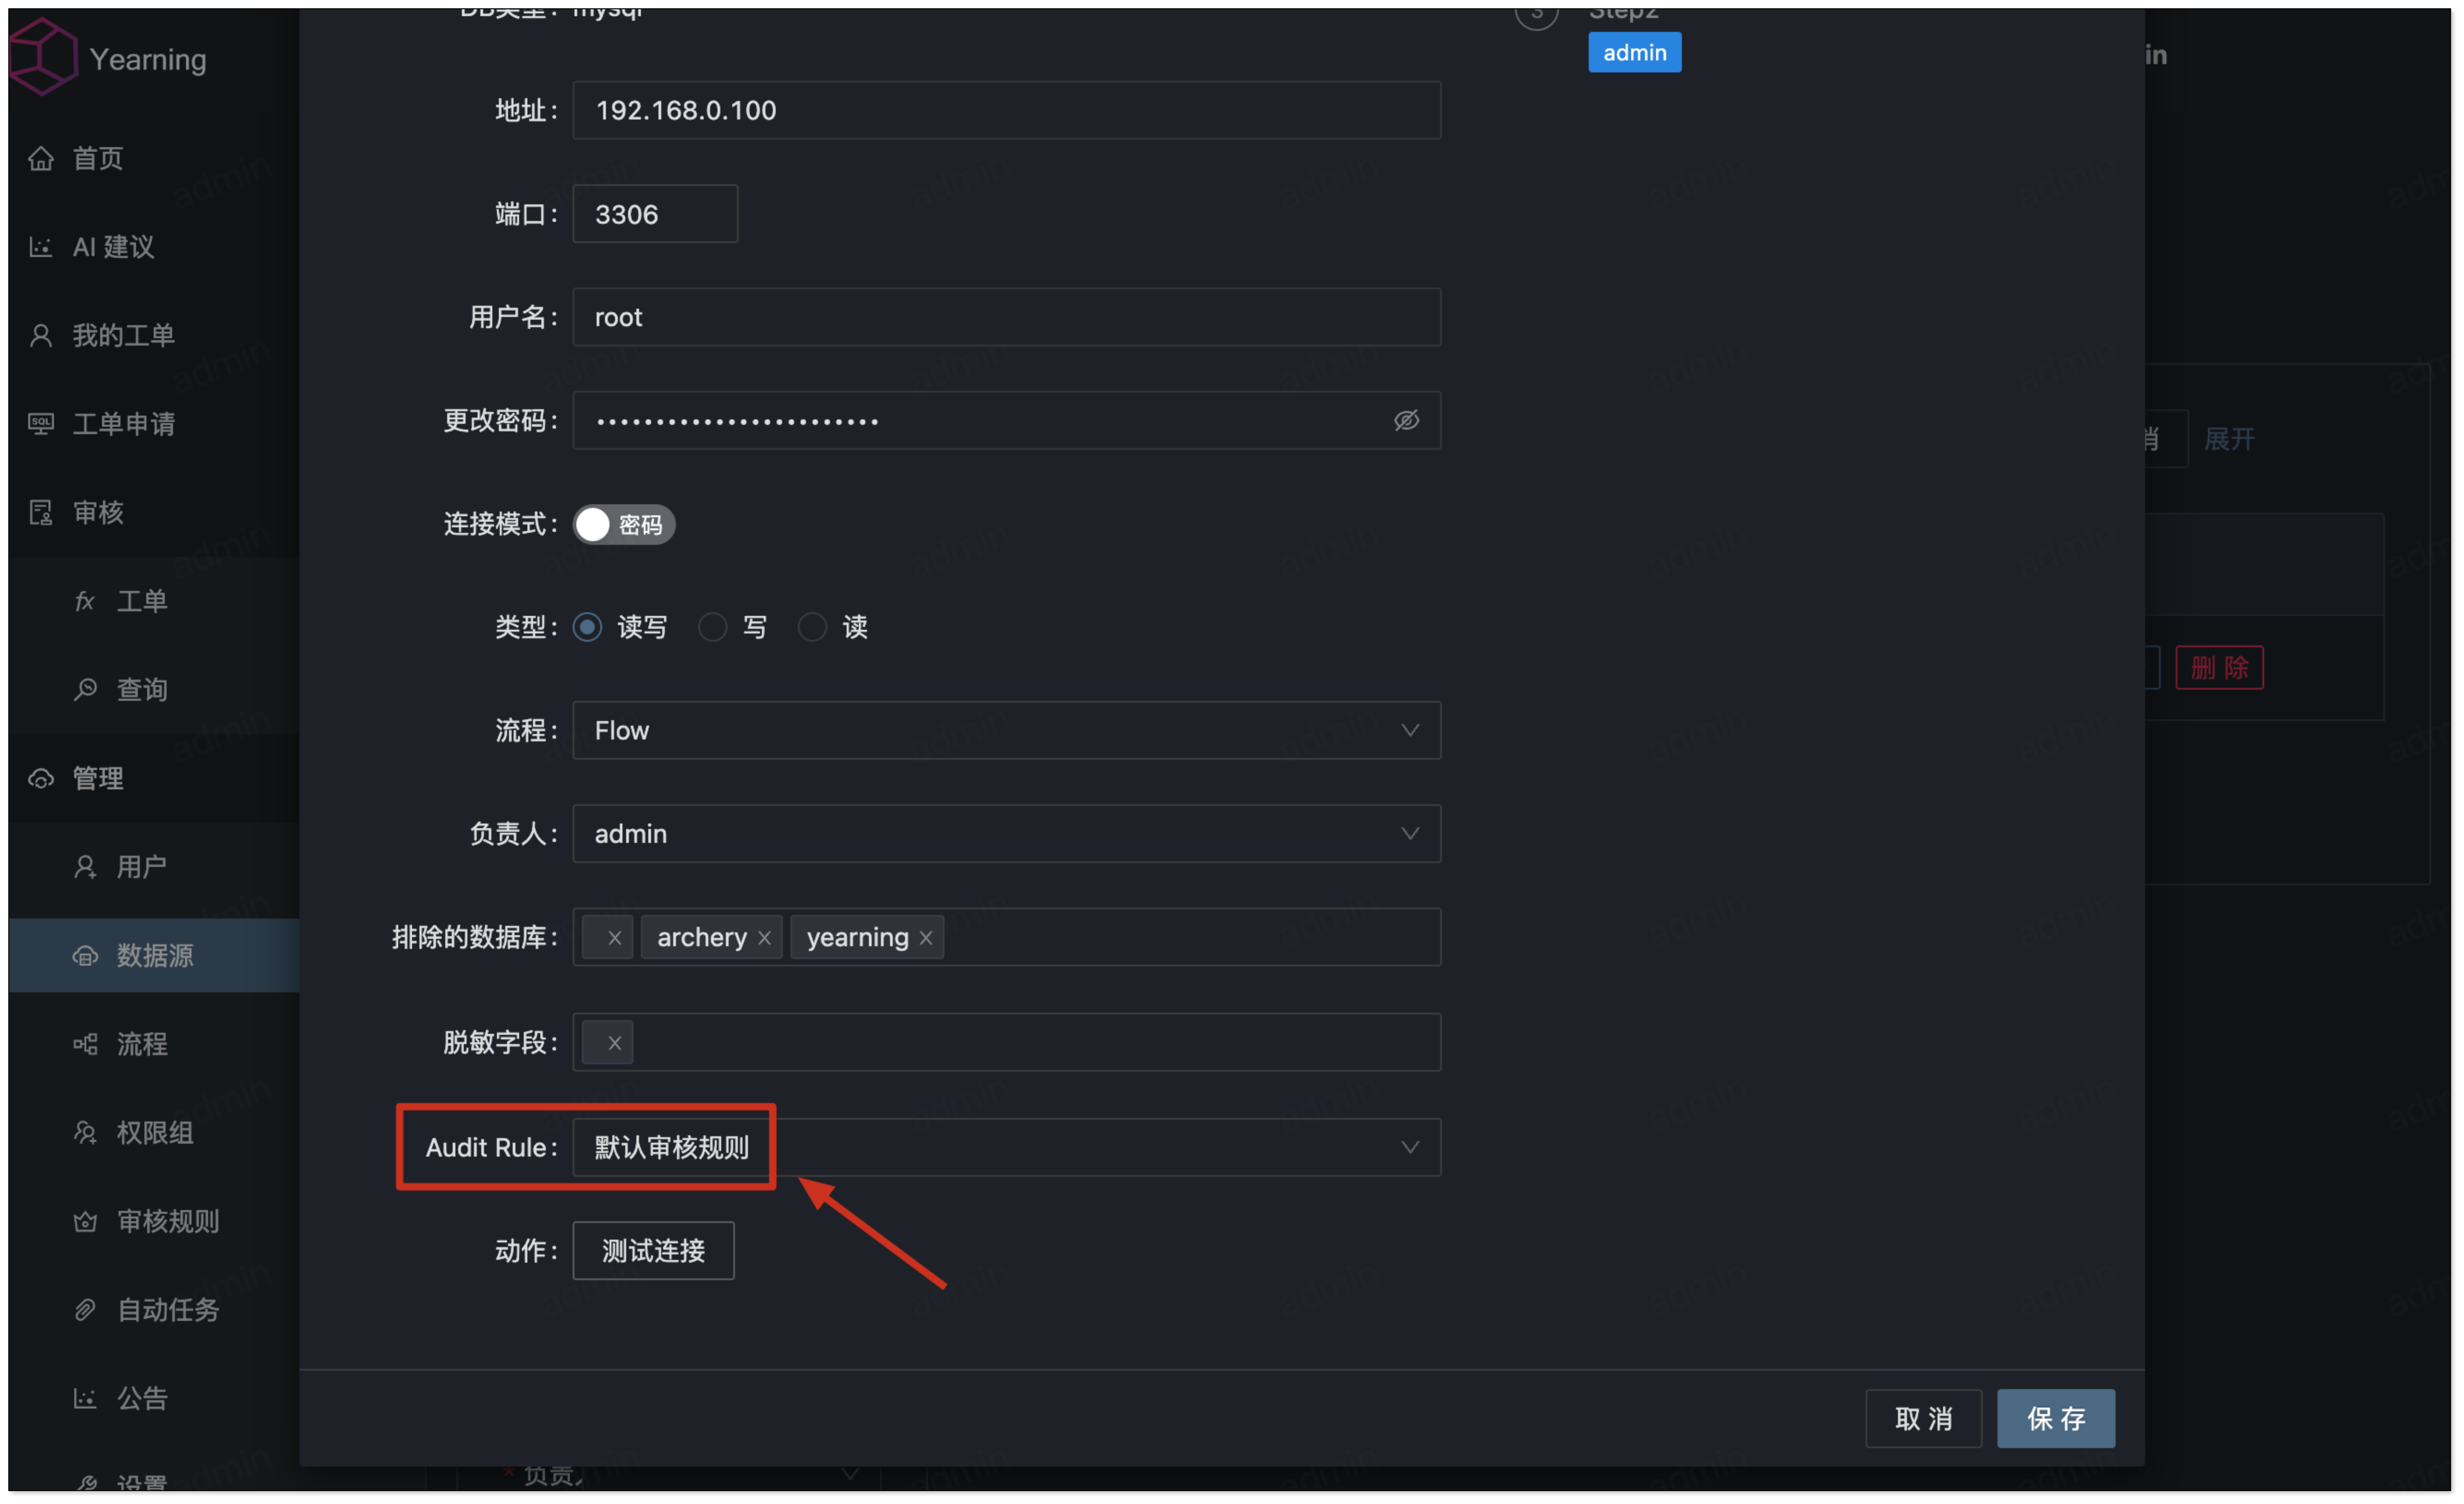 Yearning
首页
AI 建议
我的工单
工单申请
审核
工单
查询
管理
用户
数据源
流程
权限组
审核规则
自动任务
公告
设置
DB类型: mysql
地址: 192.168.0.100
端口: 3306
用户名: root
更改密码: ••••••••••••••••••••••••
连接模式: 密码
类型: 读写 写 读
流程: Flow
负责人: admin
排除的数据库: archery yearning
脱敏字段:
Audit Rule: 默认审核规则
动作: 测试连接
3 Step2
admin
取 消 保 存
in
展开
删 除
* 负责
admin